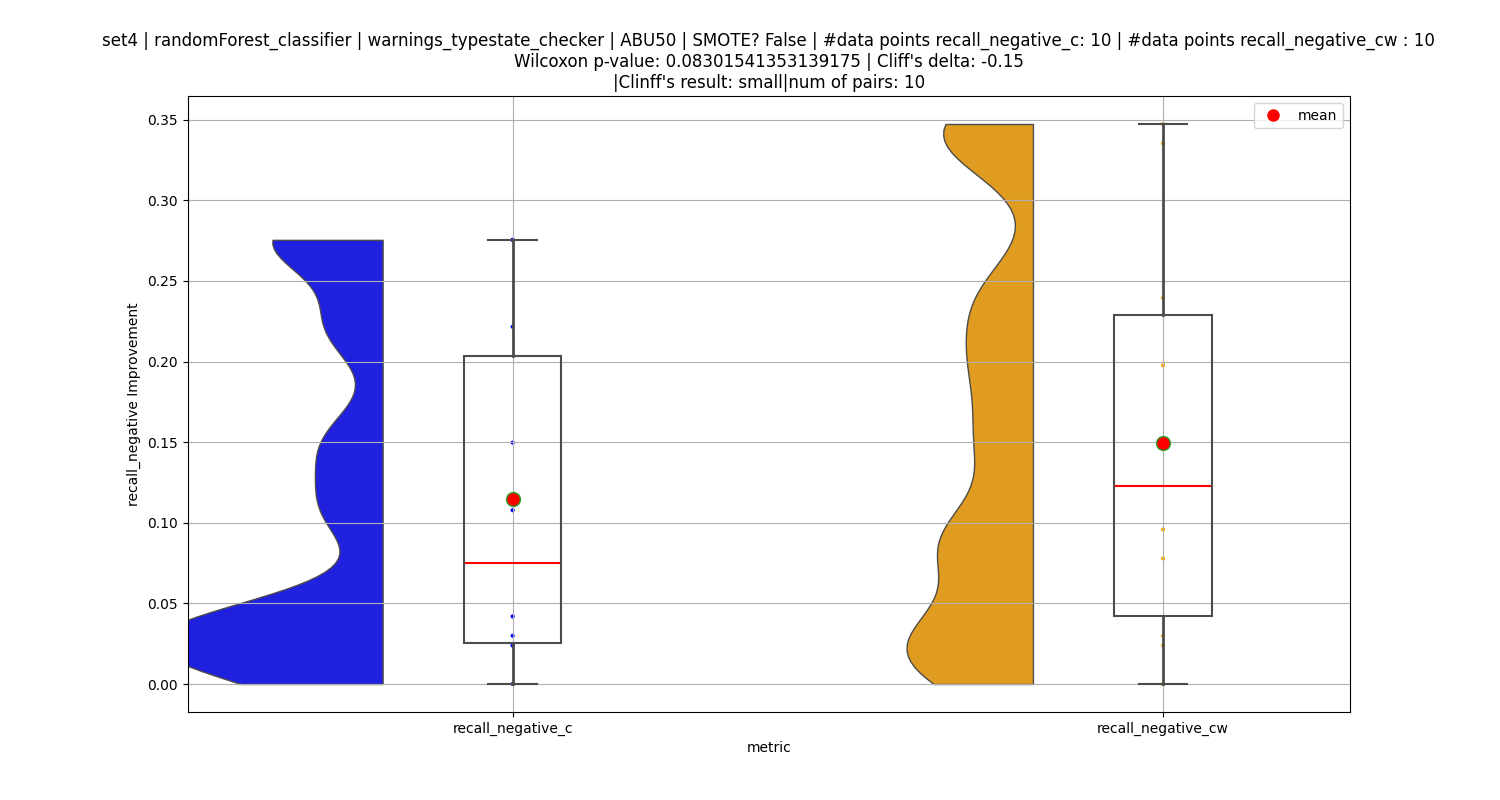 set4 | randomForest_classifier | warnings_typestate_checker | ABU50 | SMOTE? False | #data points recall_negative_c: 10 | #data points recall_negative_cw : 10
Wilcoxon p-value: 0.08301541353139175 | Cliff's delta: -0.15
|Clinff's result: small|num of pairs: 10
mean
0.35
0.30
0.25
0.20
0.15
0.10
0.05
0.00
recall_negative Improvement
recall_negative_c
recall_negative_cw
metric